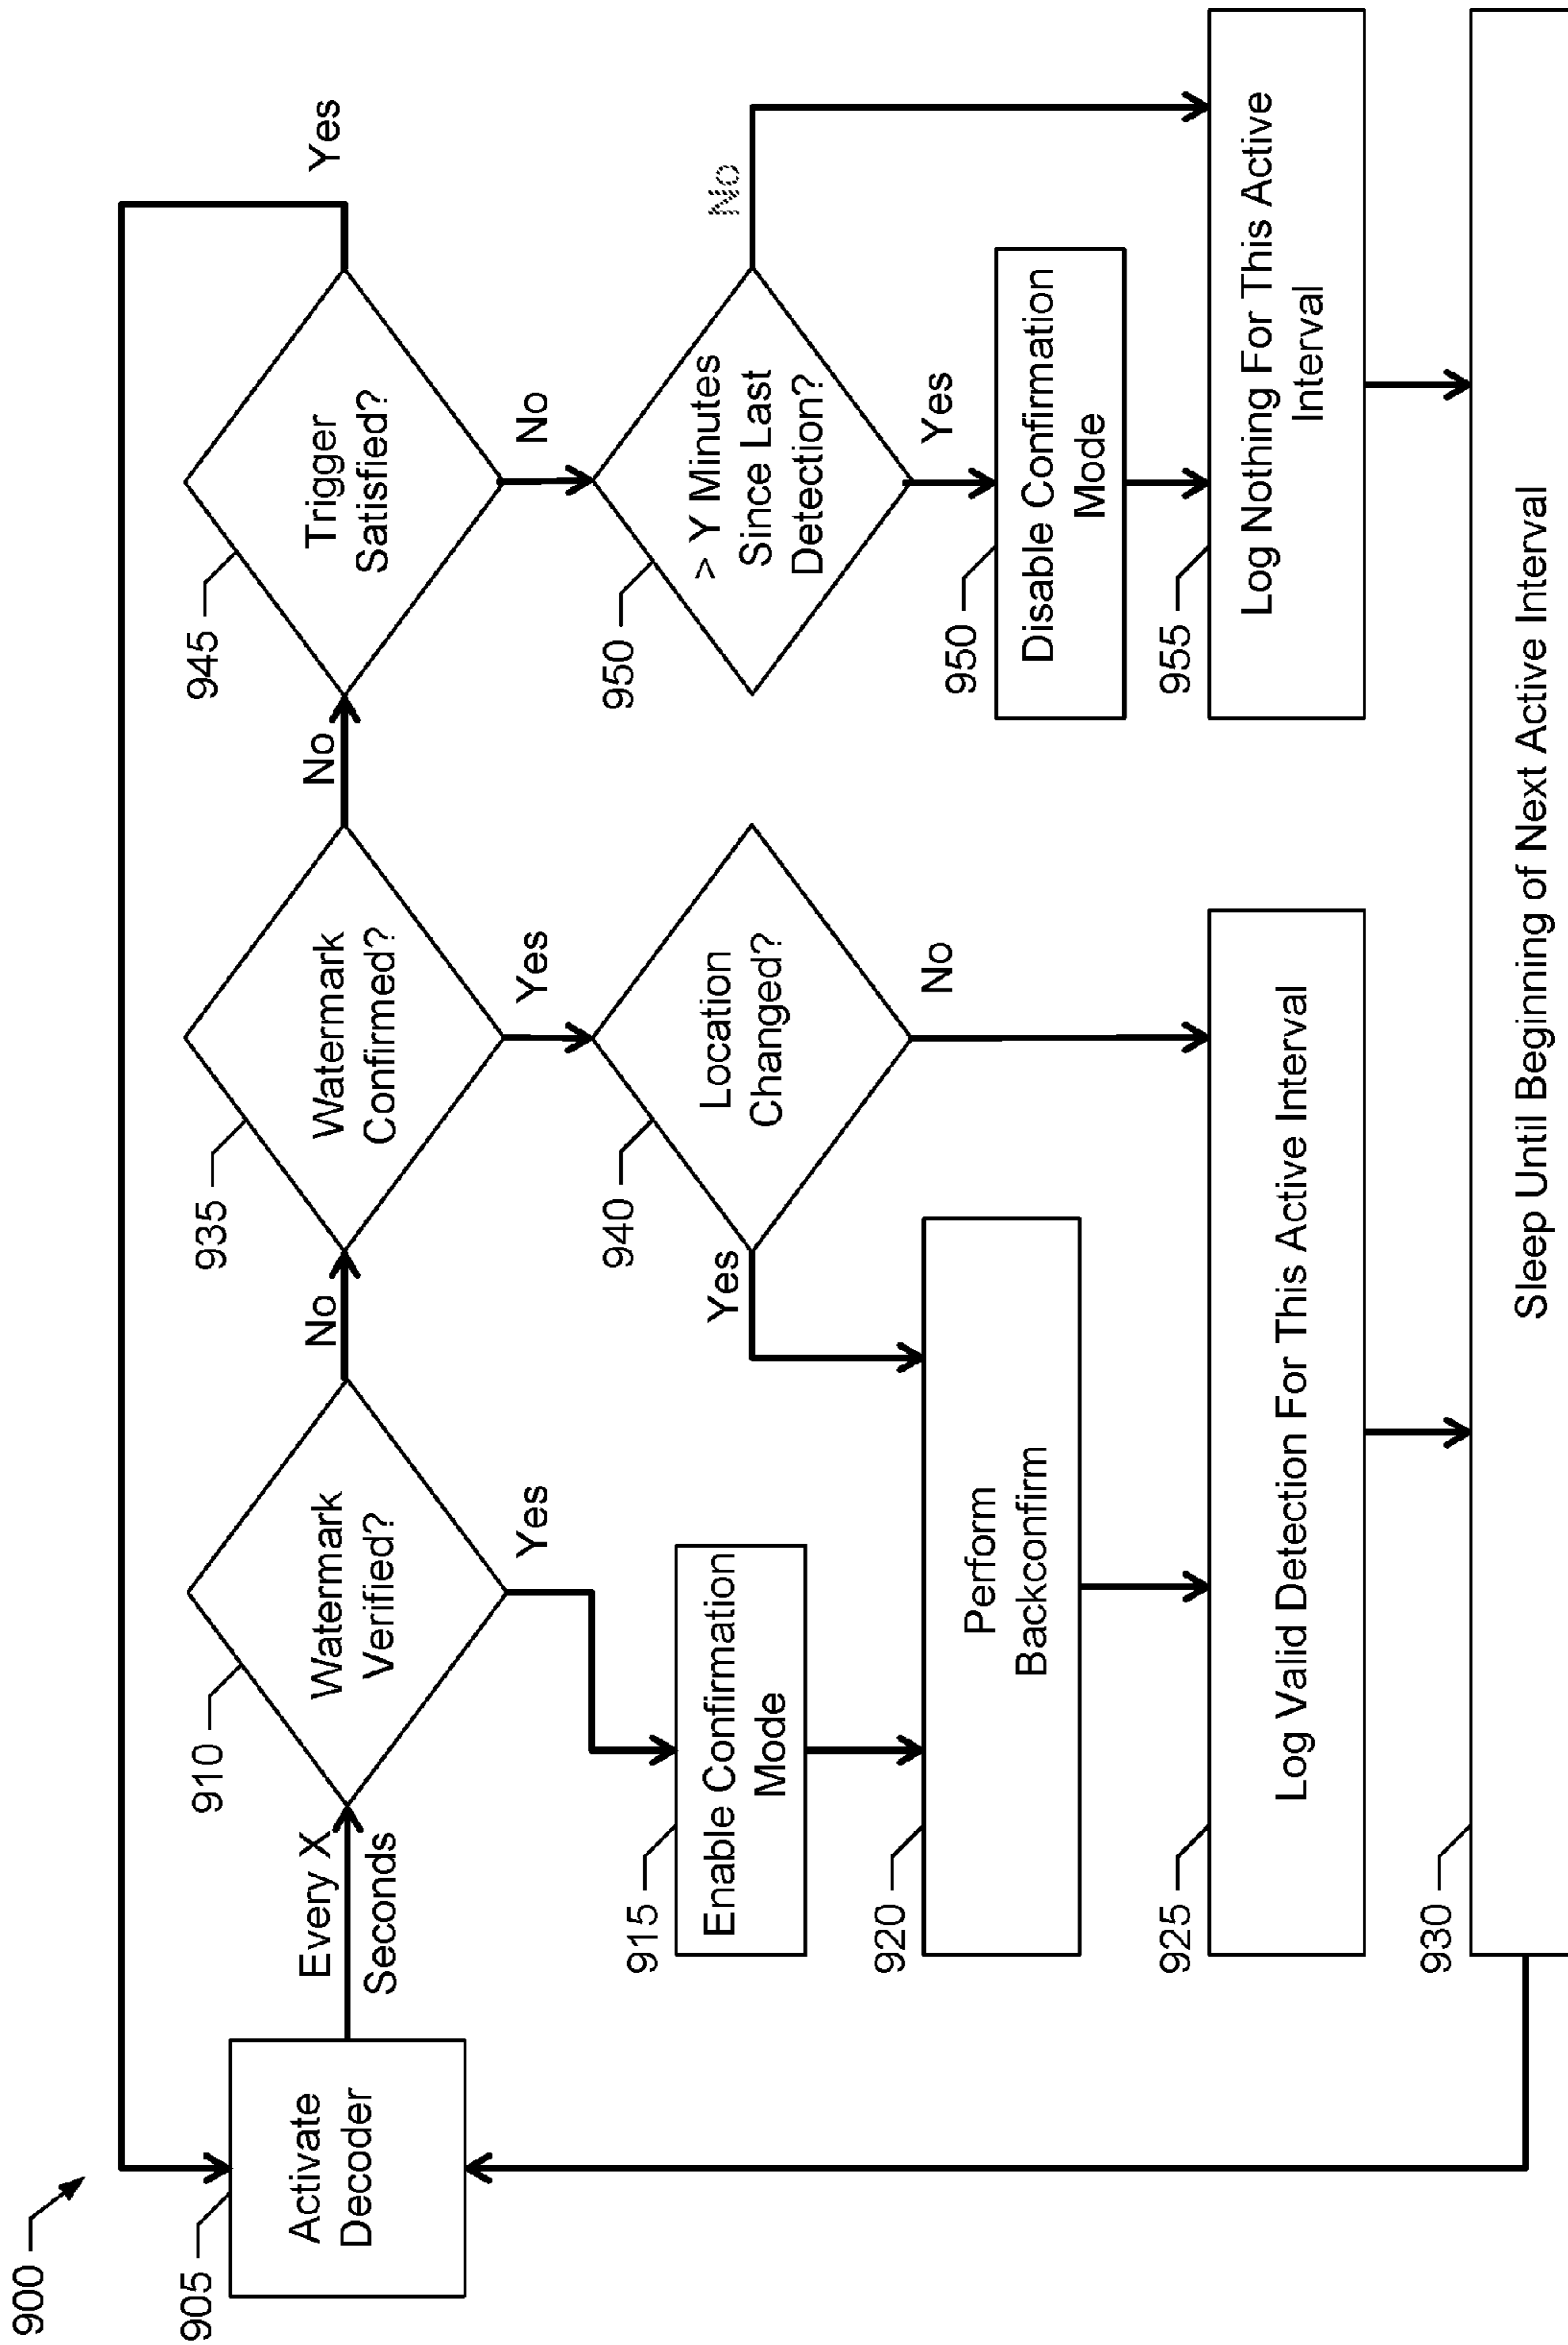 900
905
Activate
Decoder
Every X
Seconds
910
Watermark
Verified?
No
Yes
935
Watermark
Confirmed?
No
Yes
945
Trigger
Satisfied?
Yes
No
915
Enable Confirmation
Mode
940
Location
Changed?
Yes
No
950
> Y Minutes
Since Last
Detection?
No
Yes
920
Perform
Backconfirm
950
Disable Confirmation
Mode
925
Log Valid Detection For This Active Interval
955
Log Nothing For This Active
Interval
930
Sleep Until Beginning of Next Active Interval